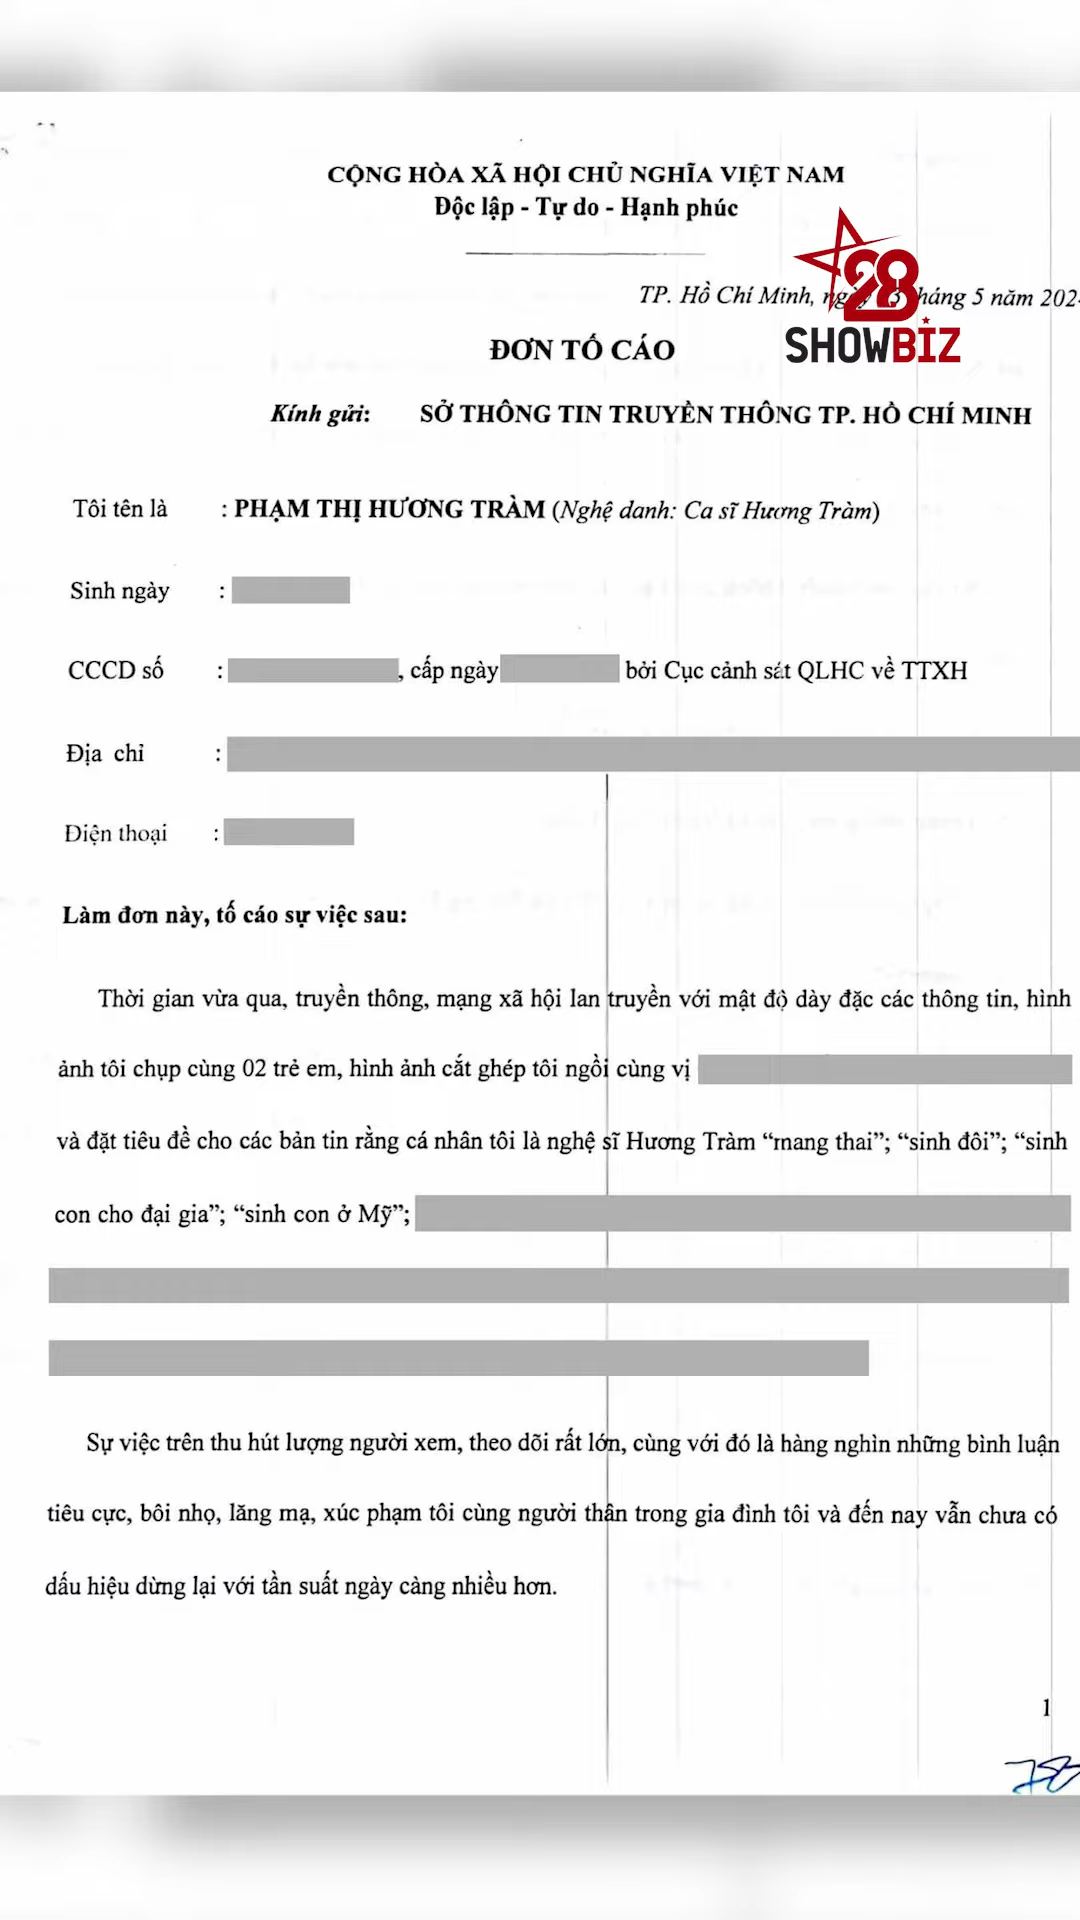 CỘNG HÒA XÃ HỘI CHỦ NGHĨA VIỆT NAM
Độc lập - Tự do - Hạnh phúc
TP. Hồ Chí Minh, tháng 5 năm
28
SHOWBIZ
ĐƠN TỐ CÁO
Kính gửi: SỞ THÔNG TIN TRUYỀN THÔNG TP. HỒ CHÍ MINH
Tôi tên là : PHẠM THỊ HƯƠNG TRÀM (Nghệ danh: Ca sĩ Hương Tràm)
Sinh ngày :
CCCD số : , cấp ngày bởi Cục cảnh sát QLHC về TTXH
Địa chỉ :
Điện thoại :
Làm đơn này, tố cáo sự việc sau:
Thời gian vừa qua, truyền thông, mạng xã hội lan truyền với mật độ dày đặc các thông tin, hình
ảnh tôi chụp cùng 02 trẻ em, hình ảnh cắt ghép tôi ngồi cùng vị
và đặt tiêu đề cho các bản tin rằng cá nhân tôi là nghệ sĩ Hương Tràm “mang thai”; “sinh đôi”; “sinh
con cho đại gia”; “sinh con ở Mỹ”;
Sự việc trên thu hút lượng người xem, theo dõi rất lớn, cùng với đó là hàng nghìn những bình luận
tiêu cực, bôi nhọ, lăng mạ, xúc phạm tôi cùng người thân trong gia đình tôi và đến nay vẫn chưa có
dấu hiệu dừng lại với tần suất ngày càng nhiều hơn.
1